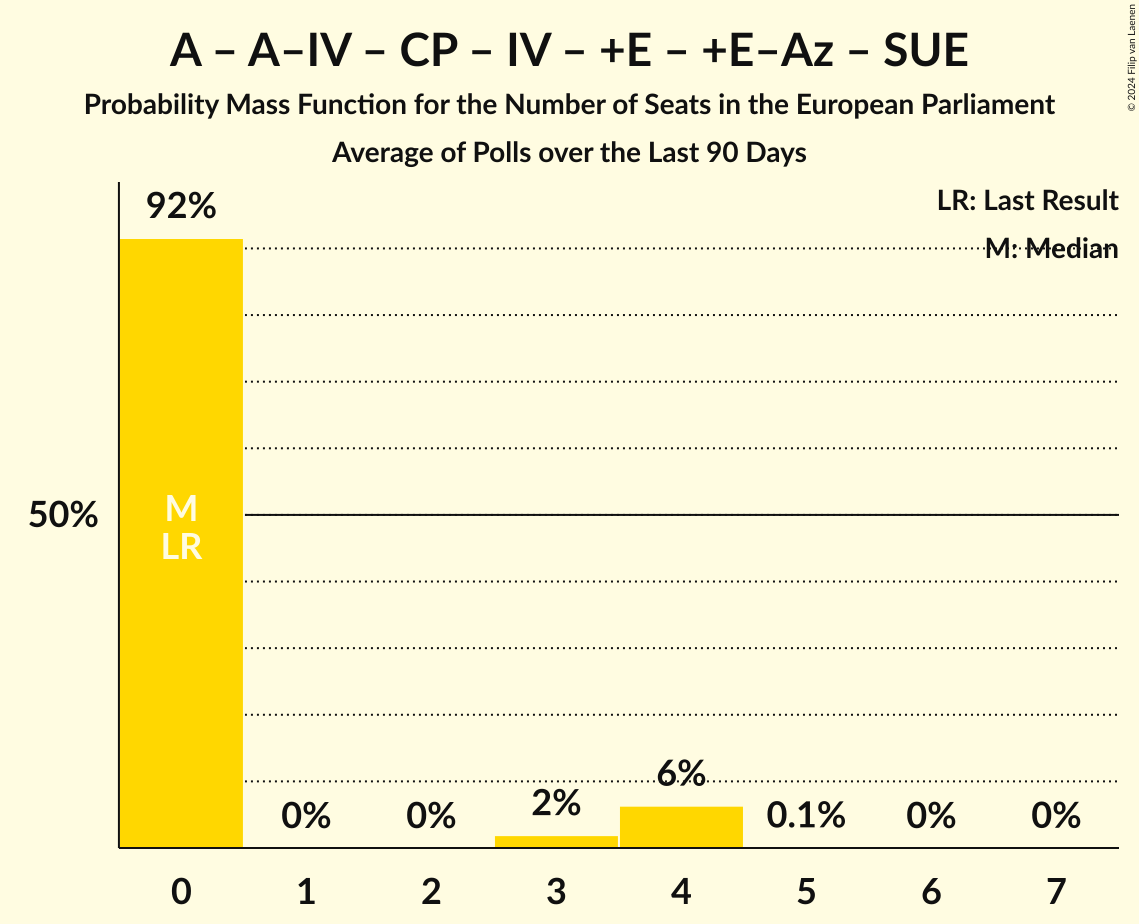 A – A–IV – CP – IV – +E – +E–Az – SUE
Probability Mass Function for the Number of Seats in the European Parliament
Average of Polls over the Last 90 Days
© 2024 Filip van Laenen
LR: Last Result
M: Median
92%
50%
M
LR
0%
0%
2%
6%
0.1%
0%
0%
0
1
2
3
4
5
6
7